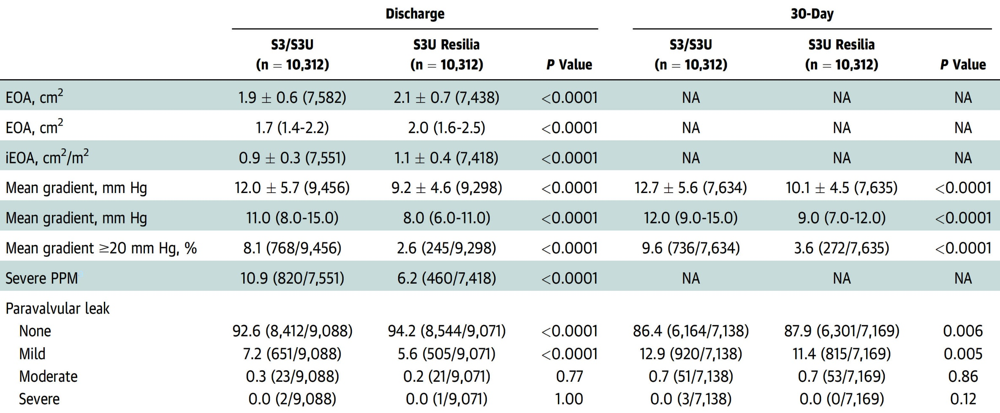 Discharge 30-Day
S3/S3U S3U Resilia S3/S3U S3U Resilia
(n = 10,312) (n = 10,312) P Value (n = 10,312) (n = 10,312) P Value
EOA, cm² 1.9 ± 0.6 (7,582) 2.1 ± 0.7 (7,438) <0.0001 NA NA NA
EOA, cm² 1.7 (1.4-2.2) 2.0 (1.6-2.5) <0.0001 NA NA NA
iEOA, cm²/m² 0.9 ± 0.3 (7,551) 1.1 ± 0.4 (7,418) <0.0001 NA NA NA
Mean gradient, mm Hg 12.0 ± 5.7 (9,456) 9.2 ± 4.6 (9,298) <0.0001 12.7 ± 5.6 (7,634) 10.1 ± 4.5 (7,635) <0.0001
Mean gradient, mm Hg 11.0 (8.0-15.0) 8.0 (6.0-11.0) <0.0001 12.0 (9.0-15.0) 9.0 (7.0-12.0) <0.0001
Mean gradient ≥20 mm Hg, % 8.1 (768/9,456) 2.6 (245/9,298) <0.0001 9.6 (736/7,634) 3.6 (272/7,635) <0.0001
Severe PPM 10.9 (820/7,551) 6.2 (460/7,418) <0.0001 NA NA NA
Paravalvular leak
None 92.6 (8,412/9,088) 94.2 (8,544/9,071) <0.0001 86.4 (6,164/7,138) 87.9 (6,301/7,169) 0.006
Mild 7.2 (651/9,088) 5.6 (505/9,071) <0.0001 12.9 (920/7,138) 11.4 (815/7,169) 0.005
Moderate 0.3 (23/9,088) 0.2 (21/9,071) 0.77 0.7 (51/7,138) 0.7 (53/7,169) 0.86
Severe 0.0 (2/9,088) 0.0 (1/9,071) 1.00 0.0 (3/7,138) 0.0 (0/7,169) 0.12